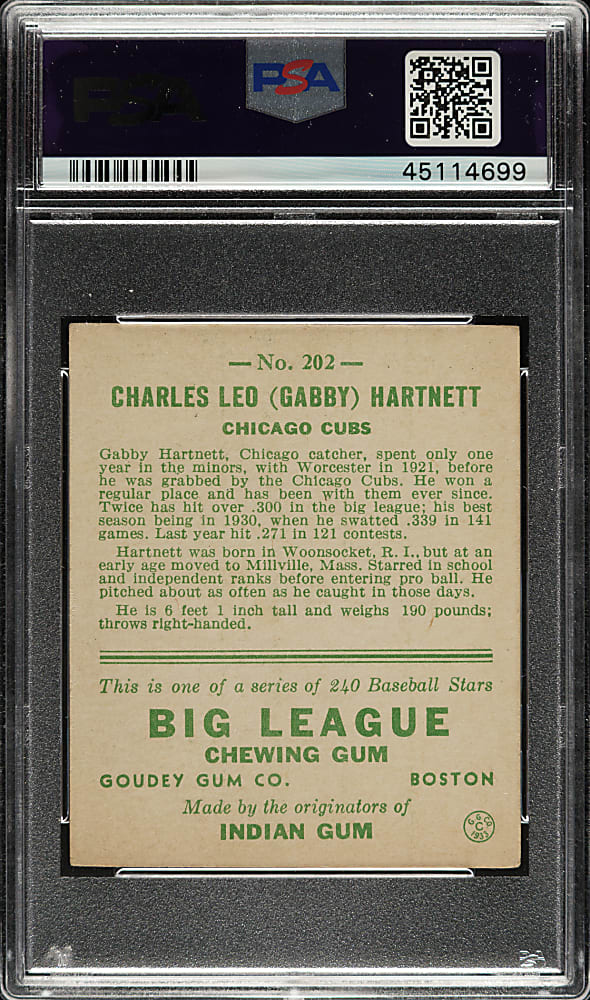 PSA
PSA
45114699
— No. 202 —
CHARLES LEO (GABBY) HARTNETT
CHICAGO CUBS
Gabby Hartnett, Chicago catcher, spent only one
year in the minors, with Worcester in 1921, before
he was grabbed by the Chicago Cubs. He won a
regular place and has been with them ever since.
Twice has hit over .300 in the big league; his best
season being in 1930, when he swatted .339 in 141
games. Last year hit .271 in 121 contests.
Hartnett was born in Woonsocket, R. I., but at an
early age moved to Millville, Mass. Starred in school
and independent ranks before entering pro ball. He
pitched about as often as he caught in those days.
He is 6 feet 1 inch tall and weighs 190 pounds;
throws right-handed.
This is one of a series of 240 Baseball Stars
BIG LEAGUE
CHEWING GUM
GOUDEY GUM CO. BOSTON
Made by the originators of
INDIAN GUM
G. G. CO.
C
1933
PSA